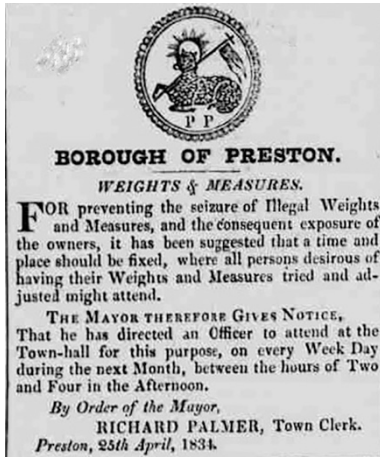 P P
BOROUGH OF PRESTON.
WEIGHTS & MEASURES.
FOR preventing the seizure of Illegal Weights
and Measures, and the consequent exposure of
the owners, it has been suggested that a time and
place should be fixed, where all persons desirous of
having their Weights and Measures tried and ad-
justed might attend.
THE MAYOR THEREFORE GIVES NOTICE,
That he has directed an Officer to attend at the
Town-hall for this purpose, on every Week Day
during the next Month, between the hours of Two
and Four in the Afternoon.
By Order of the Mayor,
RICHARD PALMER, Town Clerk.
Preston, 25th April, 1834.